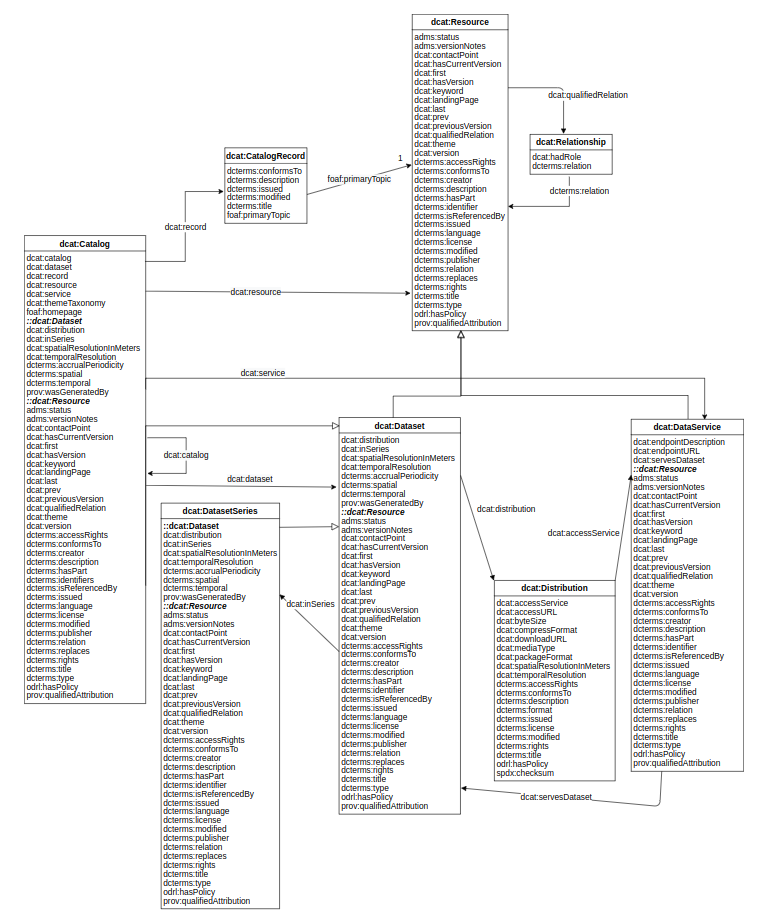 dcat:Resource
adms:status
adms:versionNotes
dcat:contactPoint
dcat:hasCurrentVersion
dcat:first
dcat:hasVersion
dcat:keyword
dcat:landingPage
dcat:last
dcat:prev
dcat:previousVersion
dcat:qualifiedRelation
dcat:theme
dcat:version
dcterms:accessRights
dcterms:conformsTo
dcterms:creator
dcterms:description
dcterms:hasPart
dcterms:identifier
dcterms:isReferencedBy
dcterms:issued
dcterms:language
dcterms:license
dcterms:modified
dcterms:publisher
dcterms:relation
dcterms:replaces
dcterms:rights
dcterms:title
dcterms:type
odrl:hasPolicy
prov:qualifiedAttribution
dcat:qualifiedRelation
dcat:Relationship
dcat:hadRole
dcterms:relation
dcterms:relation
dcat:CatalogRecord
dcterms:conformsTo
dcterms:description
dcterms:issued
dcterms:modified
dcterms:title
foaf:primaryTopic
1
foaf:primaryTopic
dcat:record
dcat:Catalog
dcat:catalog
dcat:dataset
dcat:record
dcat:resource
dcat:service
dcat:themeTaxonomy
foaf:homepage
::dcat:Dataset
dcat:distribution
dcat:inSeries
dcat:spatialResolutionInMeters
dcat:temporalResolution
dcterms:accrualPeriodicity
dcterms:spatial
dcterms:temporal
prov:wasGeneratedBy
::dcat:Resource
adms:status
adms:versionNotes
dcat:contactPoint
dcat:hasCurrentVersion
dcat:first
dcat:hasVersion
dcat:keyword
dcat:landingPage
dcat:last
dcat:prev
dcat:previousVersion
dcat:qualifiedRelation
dcat:theme
dcat:version
dcterms:accessRights
dcterms:conformsTo
dcterms:creator
dcterms:description
dcterms:hasPart
dcterms:identifiers
dcterms:isReferencedBy
dcterms:issued
dcterms:language
dcterms:license
dcterms:modified
dcterms:publisher
dcterms:relation
dcterms:replaces
dcterms:rights
dcterms:title
dcterms:type
odrl:hasPolicy
prov:qualifiedAttribution
dcat:resource
dcat:service
dcat:catalog
dcat:dataset
dcat:DatasetSeries
::dcat:Dataset
dcat:distribution
dcat:inSeries
dcat:spatialResolutionInMeters
dcat:temporalResolution
dcterms:accrualPeriodicity
dcterms:spatial
dcterms:temporal
prov:wasGeneratedBy
::dcat:Resource
adms:status
adms:versionNotes
dcat:contactPoint
dcat:hasCurrentVersion
dcat:first
dcat:hasVersion
dcat:keyword
dcat:landingPage
dcat:last
dcat:prev
dcat:previousVersion
dcat:qualifiedRelation
dcat:theme
dcat:version
dcterms:accessRights
dcterms:conformsTo
dcterms:creator
dcterms:description
dcterms:hasPart
dcterms:identifier
dcterms:isReferencedBy
dcterms:issued
dcterms:language
dcterms:license
dcterms:modified
dcterms:publisher
dcterms:relation
dcterms:replaces
dcterms:rights
dcterms:title
dcterms:type
odrl:hasPolicy
prov:qualifiedAttribution
dcat:inSeries
dcat:Dataset
dcat:distribution
dcat:inSeries
dcat:spatialResolutionInMeters
dcat:temporalResolution
dcterms:accrualPeriodicity
dcterms:spatial
dcterms:temporal
prov:wasGeneratedBy
::dcat:Resource
adms:status
adms:versionNotes
dcat:contactPoint
dcat:hasCurrentVersion
dcat:first
dcat:hasVersion
dcat:keyword
dcat:landingPage
dcat:last
dcat:prev
dcat:previousVersion
dcat:qualifiedRelation
dcat:theme
dcat:version
dcterms:accessRights
dcterms:conformsTo
dcterms:creator
dcterms:description
dcterms:hasPart
dcterms:identifier
dcterms:isReferencedBy
dcterms:issued
dcterms:language
dcterms:license
dcterms:modified
dcterms:publisher
dcterms:relation
dcterms:replaces
dcterms:rights
dcterms:title
dcterms:type
odrl:hasPolicy
prov:qualifiedAttribution
dcat:distribution
dcat:Distribution
dcat:accessService
dcat:accessURL
dcat:byteSize
dcat:compressFormat
dcat:downloadURL
dcat:mediaType
dcat:packageFormat
dcat:spatialResolutionInMeters
dcat:temporalResolution
dcterms:accessRights
dcterms:conformsTo
dcterms:description
dcterms:format
dcterms:issued
dcterms:license
dcterms:modified
dcterms:rights
dcterms:title
odrl:hasPolicy
spdx:checksum
dcat:accessService
dcat:DataService
dcat:endpointDescription
dcat:endpointURL
dcat:servesDataset
::dcat:Resource
adms:status
adms:versionNotes
dcat:contactPoint
dcat:hasCurrentVersion
dcat:first
dcat:hasVersion
dcat:keyword
dcat:landingPage
dcat:last
dcat:prev
dcat:previousVersion
dcat:qualifiedRelation
dcat:theme
dcat:version
dcterms:accessRights
dcterms:conformsTo
dcterms:creator
dcterms:description
dcterms:hasPart
dcterms:identifier
dcterms:isReferencedBy
dcterms:issued
dcterms:language
dcterms:license
dcterms:modified
dcterms:publisher
dcterms:relation
dcterms:replaces
dcterms:rights
dcterms:title
dcterms:type
odrl:hasPolicy
prov:qualifiedAttribution
dcat:servesDataset